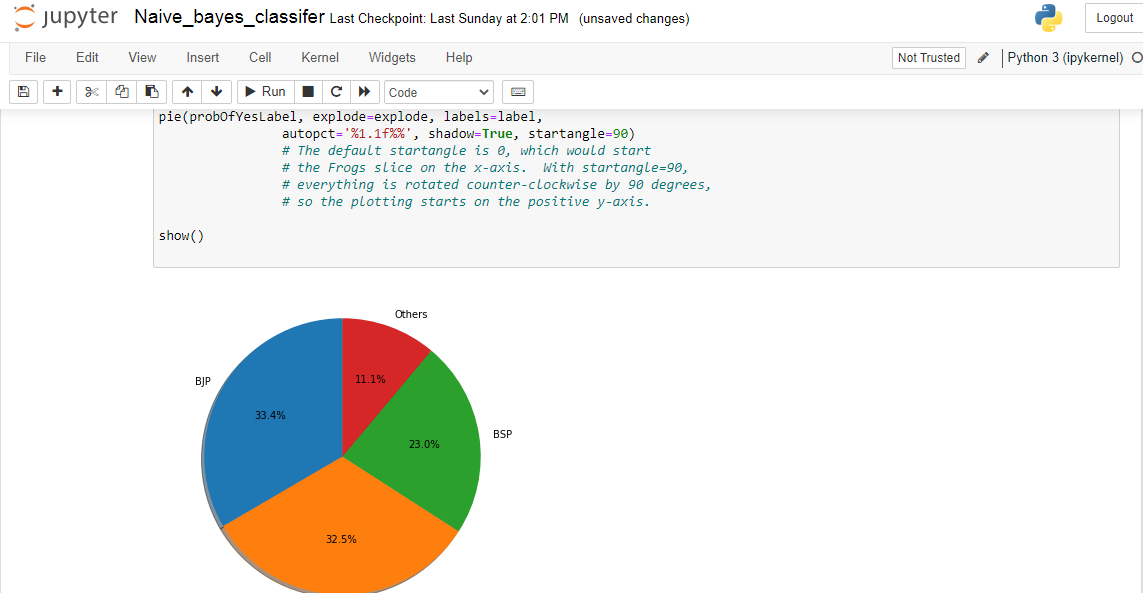 jupyter Naive_bayes_classifer Last Checkpoint: Last Sunday at 2:01 PM (unsaved changes) Logout
File Edit View Insert Cell Kernel Widgets Help Not Trusted Python 3 (ipykernel)
Run Code
pie(probOfYesLabel, explode=explode, labels=label,
autopct='%1.1f%%', shadow=True, startangle=90)
# The default startangle is 0, which would start
# the Frogs slice on the x-axis.  With startangle=90,
# everything is rotated counter-clockwise by 90 degrees,
# so the plotting starts on the positive y-axis.
show()
Others
11.1%
BJP
33.4%
BSP
23.0%
32.5%